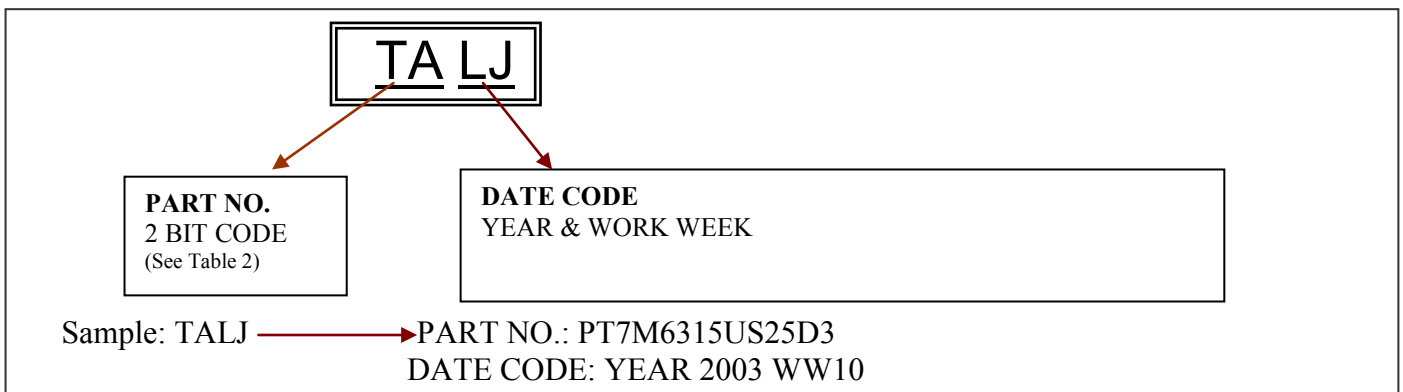 TA LJ
PART NO.
2 BIT CODE
(See Table 2)
DATE CODE
YEAR & WORK WEEK
Sample: TALJ PART NO.: PT7M6315US25D3
DATE CODE: YEAR 2003 WW10